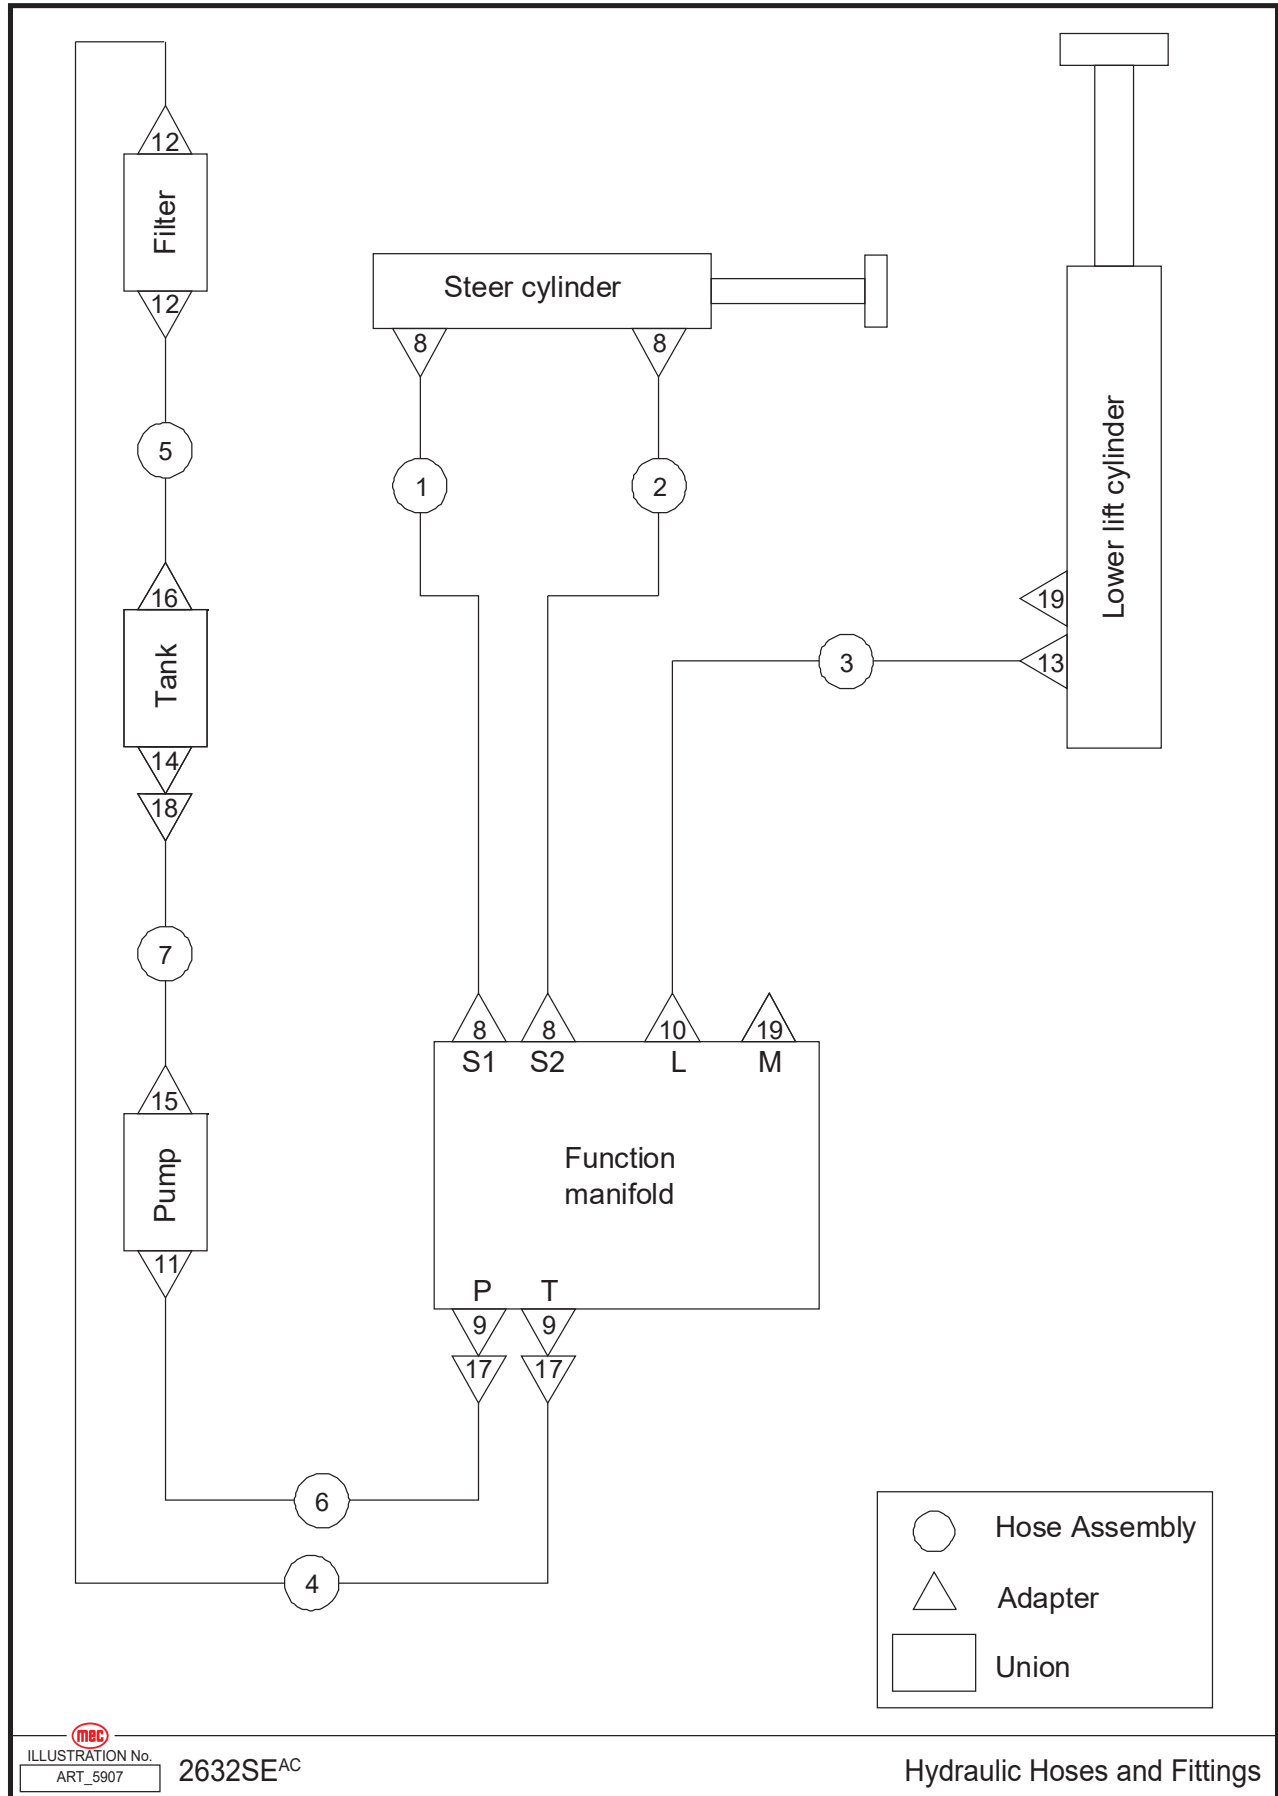 12
Filter
12
5
16
Tank
14
18
7
15
Pump
11
Steer cylinder
8
8
1
2
Lower lift cylinder
19
13
3
8
8
10
19
S1
S2
L
M
Function
manifold
P
T
9
9
17
17
6
4
Hose Assembly
Adapter
Union
mec
ILLUSTRATION No.
ART_5907
2632SE^AC
Hydraulic Hoses and Fittings